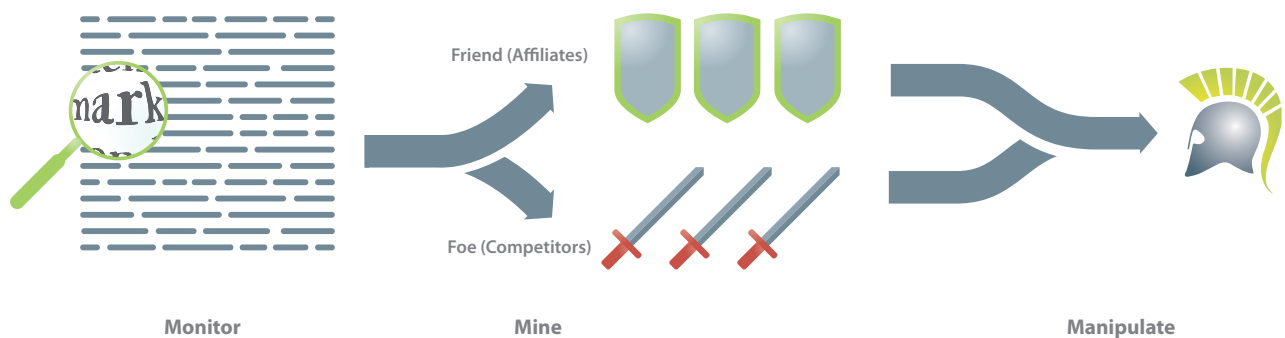 mark
Friend (Affiliates)
Foe (Competitors)
Monitor
Mine
Manipulate